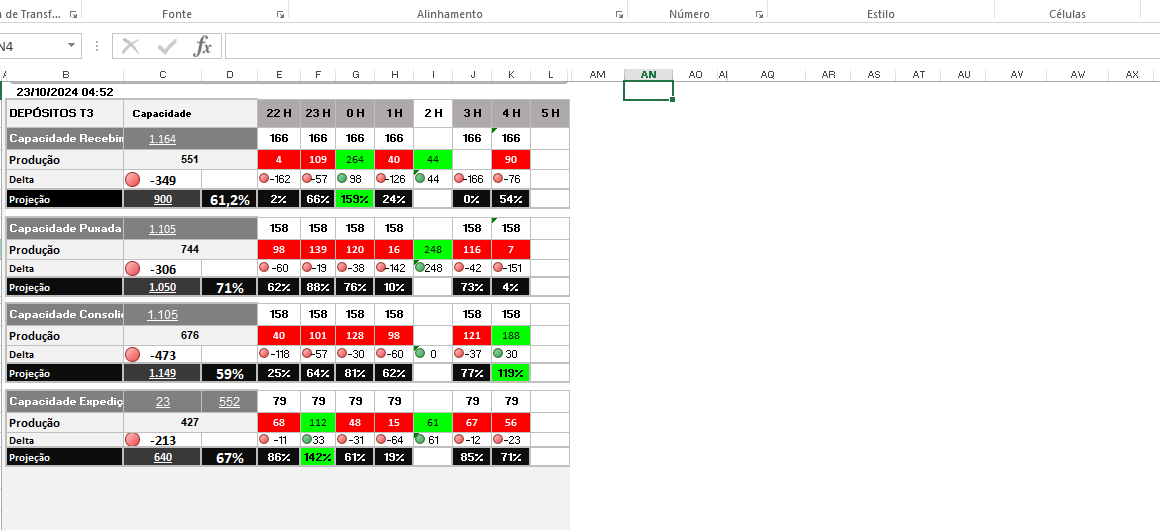 de Transf...
Fonte
Alinhamento
Número
Estilo
Células
N4
fx
B C D E F G H I J K L AM AN AO AQ AR AS AT AU AV AW AX
23/10/2024 04:52
DEPÓSITOS T3 Capacidade 22 H 23 H 0 H 1 H 2 H 3 H 4 H 5 H
Capacidade Recebin 1.164 166 166 166 166 166 166
Produção 551 4 109 264 40 44 90
Delta -349 -162 -57 98 -126 44 -166 -76
Projeção 900 61,2% 2% 66% 159% 24% 0% 54%
Capacidade Puxada 1.105 158 158 158 158 158 158
Produção 744 98 139 120 16 248 116 7
Delta -306 -60 -19 -38 -142 248 -42 -151
Projeção 1.050 71% 62% 88% 76% 10% 73% 4%
Capacidade Consolid 1.105 158 158 158 158 158 158
Produção 676 40 101 128 98 121 188
Delta -473 -118 -57 -30 -60 0 -37 30
Projeção 1.149 59% 25% 64% 81% 62% 77% 119%
Capacidade Expediç 23 552 79 79 79 79 79 79
Produção 427 68 112 48 15 61 67 56
Delta -213 -11 33 -31 -64 61 -12 -23
Projeção 640 67% 86% 142% 61% 19% 85% 71%